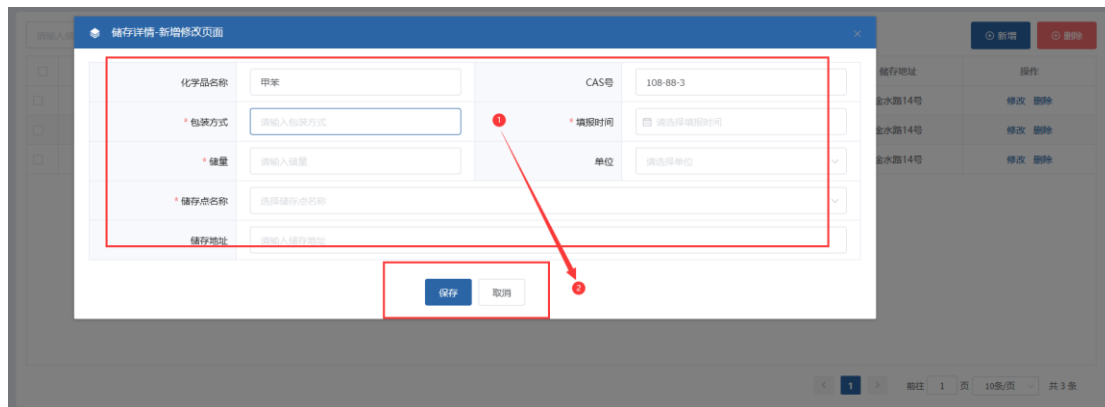 储存详情-新增修改页面
请输入储
新增
删除
化学品名称 甲苯 CAS号 108-88-3
储存地址 操作
* 包装方式 请输入包装方式 1 * 填报时间 请选择填报时间
金水路14号 修改 删除
金水路14号 修改 删除
* 储量 请输入储量 单位 请选择单位
金水路14号 修改 删除
* 储存点名称 选择储存点名称
储存地址 请输入储存地址
保存 取消 2
1 前往 1 页 10条/页 共 3 条